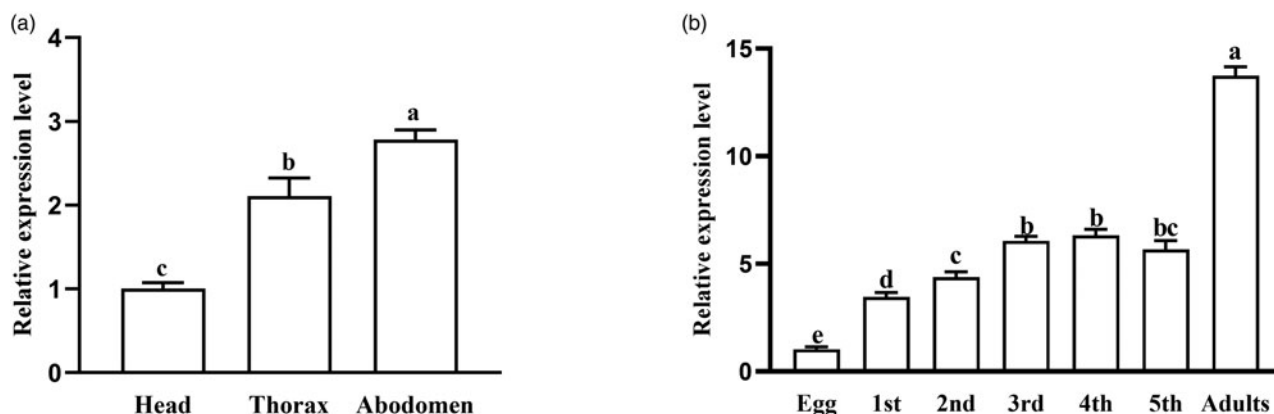 (a)
Relative expression level
4
3
2
1
0
c
b
a
Head Thorax Abodomen
(b)
Relative expression level
15
10
5
0
e
d
c
b
b
bc
a
Egg 1st 2nd 3rd 4th 5th Adults